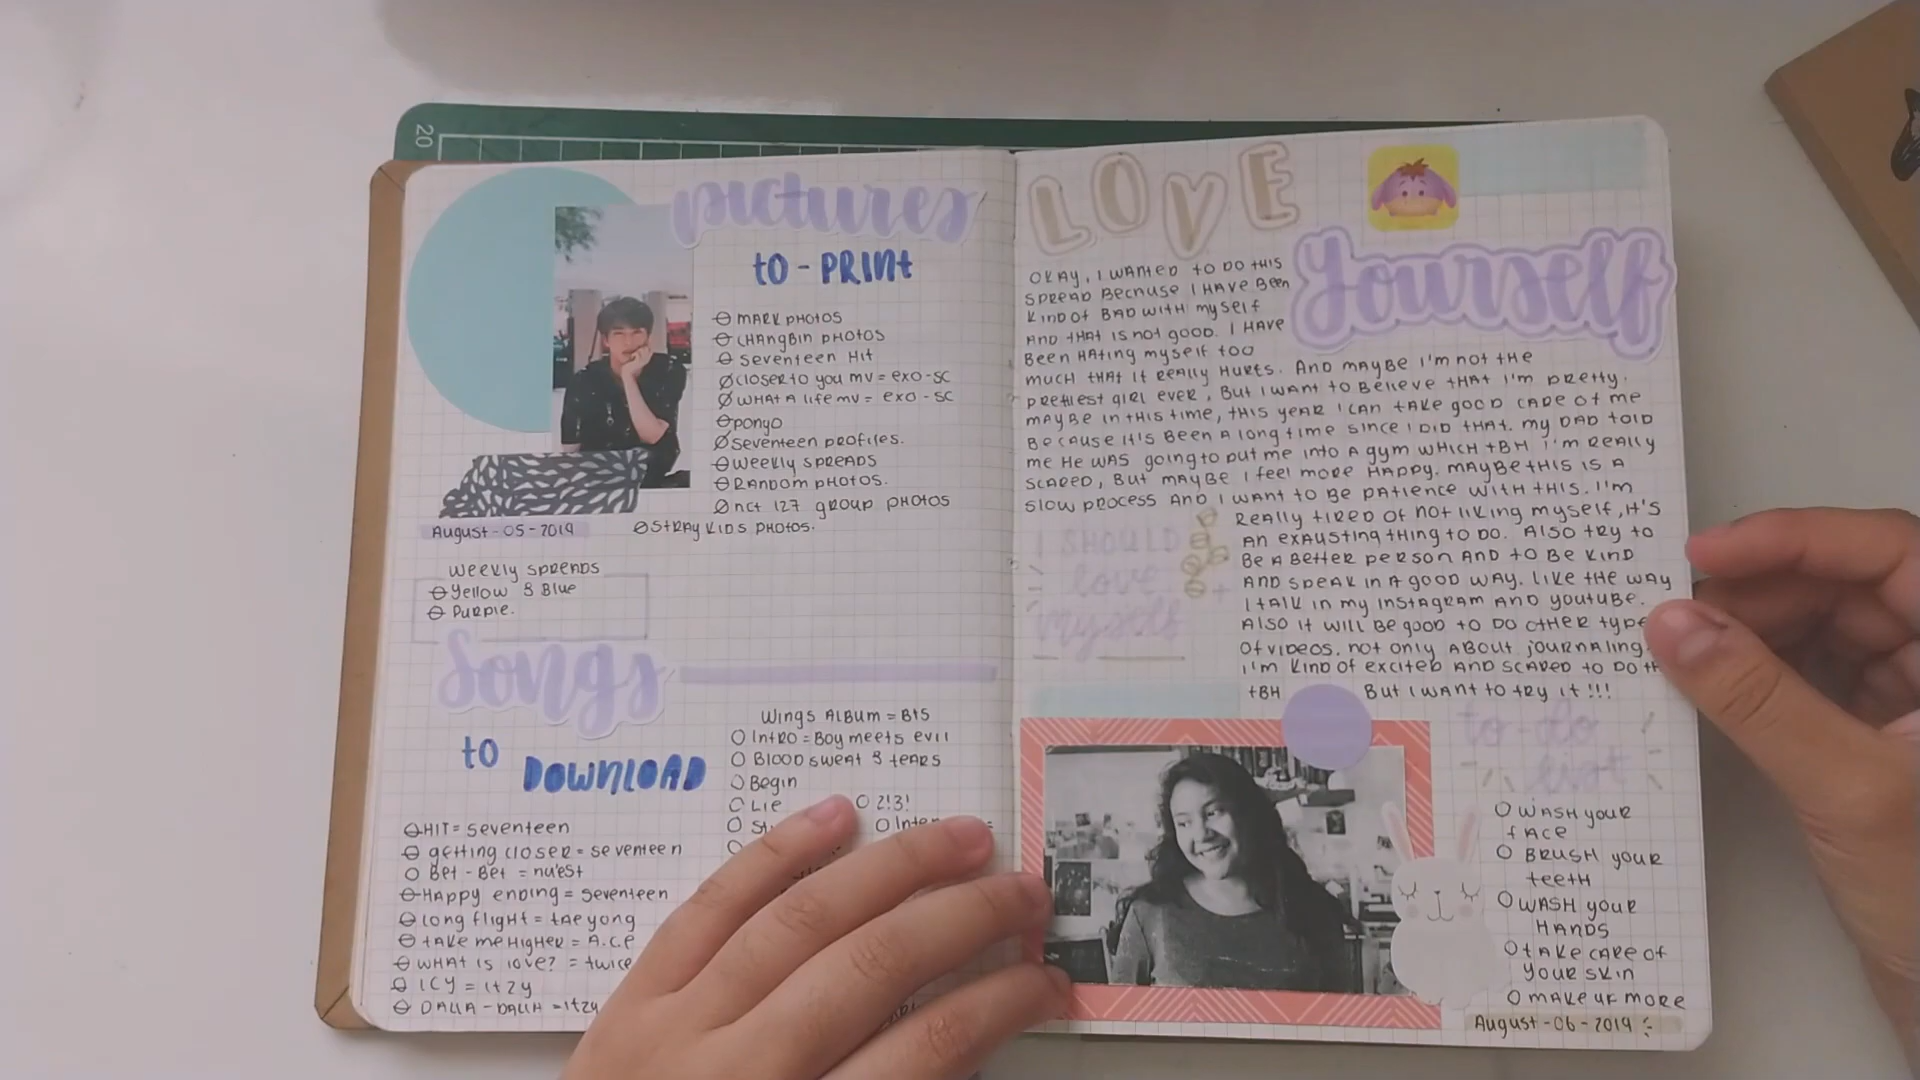 20
pictures
to - PRINt
MARK PHOTOS
CHANgBin PHOTOS
Seventeen Hit
closer to you mv = exo-sc
WHAT A life mv = exo-sc
ponyo
seventeen profiles.
weekly spreads
RANDOM PHOTOS.
nct 127 group photos
STRAY KIDS PHOTOS.
August-05-2019
weekly spreads
Yellow & Blue
Purple.
Songs
to DOWNLOAD
HIT = seventeen
getting closer = seventeen
Bet - Bet = nu'est
Happy ending = seventeen
long flight = taeyong
take me Higher = A.C.E
WHAT IS love? = twice
ICY = itzy
DALLA - DALLA = itzy
Wings Album = BTS
Intro = Boy meets evil
Blood sweat & tears
Begin
Lie
2!3!
LOVE
Yourself
OKAY, I WANTED to DO tHIS
SPREAD BECAUSE I HAVE BEEN
KIND OF BAD WITH myself
AND tHAT IS not good. I HAVE
Been HAting myself too
mucH tHAT It REAlly HURTS. AND MAYBE I'm not tHE
prettiest giRl eveR, But I WANt to Believe tHAT I'm pretty.
mayBe in tHIS time, tHIS yeAR I CAN tAKE gooD CARE of me
BecAuse it's Been A long time since I DID tHAT. my DAD tolD
me He WAS going to put me into A gym WHICH tBH I'm REAlly
scARED, But mAyBe I feel moRE HAppy. mAyBe tHIS is A
slow process AnD I WANt to Be pAtience WitH tHIS. I'm
REAlly tiRED of not liking myself, it's
An exAusting tHing to DO. Also tRy to
Be A BetteR peRson AnD to Be KinD
AnD speAK in A gooD WAy. liKe tHe WAy
I tAlk in my instAgRAm AnD youtuBe.
Also it Will Be gooD to DO otHeR type
of viDeos. not only ABout jouRnAling.
I'm KinD of exciteD AnD scAReD to DO
tBH But I WANt to tRy it!!!
I SHOULD
love
myself
to-do
list
WASH youR
fACe
BRUSH youR
teetH
WASH youR
HANDS
tAKE CARE of
youR sKin
mAKE UP moRE
August-06-2019